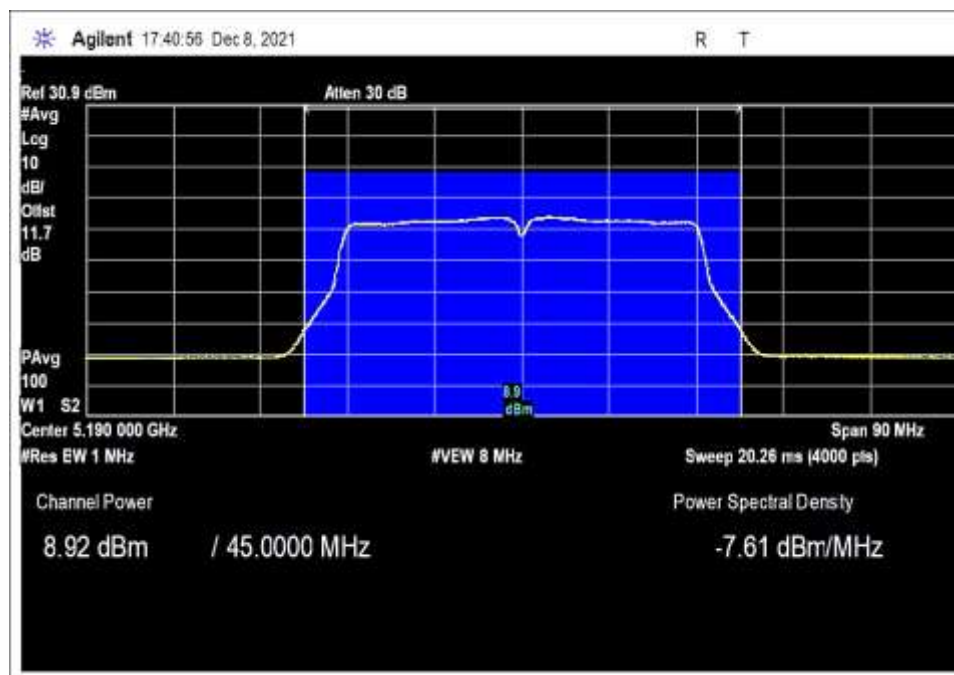 Agilent 17:40:56 Dec 8, 2021 R T
Ref 30.9 dBm Atten 30 dB
#Avg
Log
10
dB/
Offst
11.7
dB
PAvg
100
W1 S2
8.9
dBm
Center 5.190 000 GHz Span 90 MHz
#Res BW 1 MHz #VBW 8 MHz Sweep 20.26 ms (4000 pts)
Channel Power Power Spectral Density
8.92 dBm / 45.0000 MHz -7.61 dBm/MHz